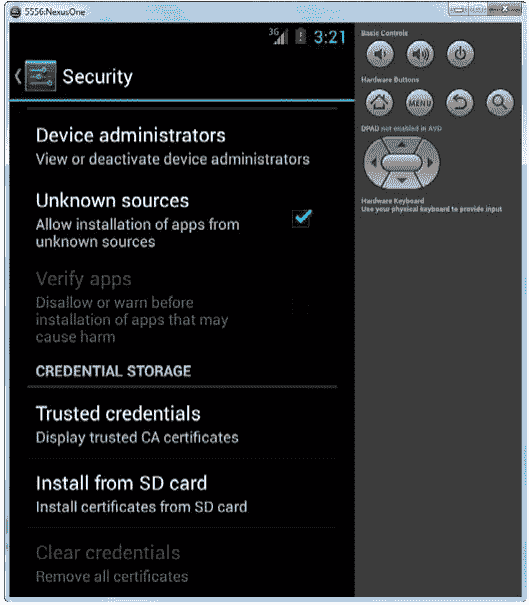 5556:NexusOne
3G 3:21
Security
Device administrators
View or deactivate device administrators
Unknown sources
Allow installation of apps from
unknown sources
Verify apps
Disallow or warn before
installation of apps that may
cause harm
CREDENTIAL STORAGE
Trusted credentials
Display trusted CA certificates
Install from SD card
Install certificates from SD card
Clear credentials
Remove all certificates
Basic Controls
Hardware Buttons
MENU
DPAD not enabled in AVD
Hardware Keyboard
Use your physical keyboard to provide input